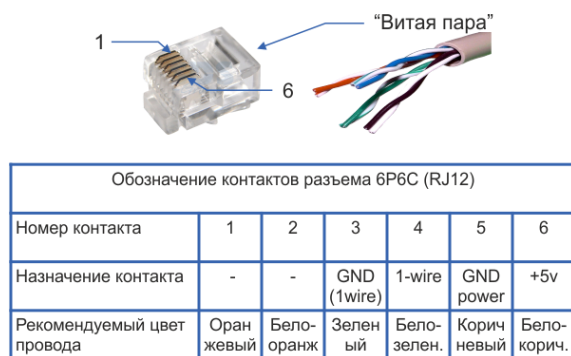 “Витая пара”
1
6
Обозначение контактов разъема 6P6C (RJ12)
Номер контакта 1 2 3 4 5 6
Назначение контакта - - GND 1-wire GND +5v
(1wire) power
Рекомендуемый цвет Оран Бело- Зелен Бело- Корич Бело-
провода жевый оранж ый зелен. невый корич.